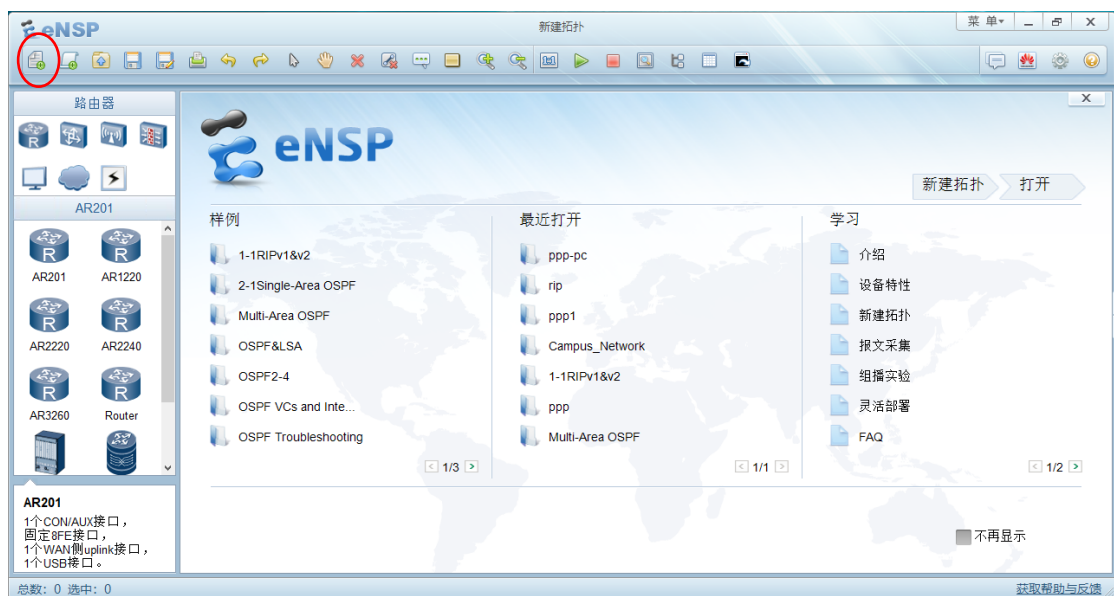 eNSP
新建拓扑
菜 单
路由器
AR201
AR201
AR1220
AR2220
AR2240
AR3260
Router
AR201
1个CON/AUX接口，
固定8FE接口，
1个WAN侧uplink接口，
1个USB接口。
eNSP
新建拓扑
打开
样例
1-1RIPv1&v2
2-1Single-Area OSPF
Multi-Area OSPF
OSPF&LSA
OSPF2-4
OSPF VCs and Inte...
OSPF Troubleshooting
1/3
最近打开
ppp-pc
rip
ppp1
Campus_Network
1-1RIPv1&v2
ppp
Multi-Area OSPF
1/1
学习
介绍
设备特性
新建拓扑
报文采集
组播实验
灵活部署
FAQ
1/2
不再显示
总数: 0 选中: 0
获取帮助与反馈